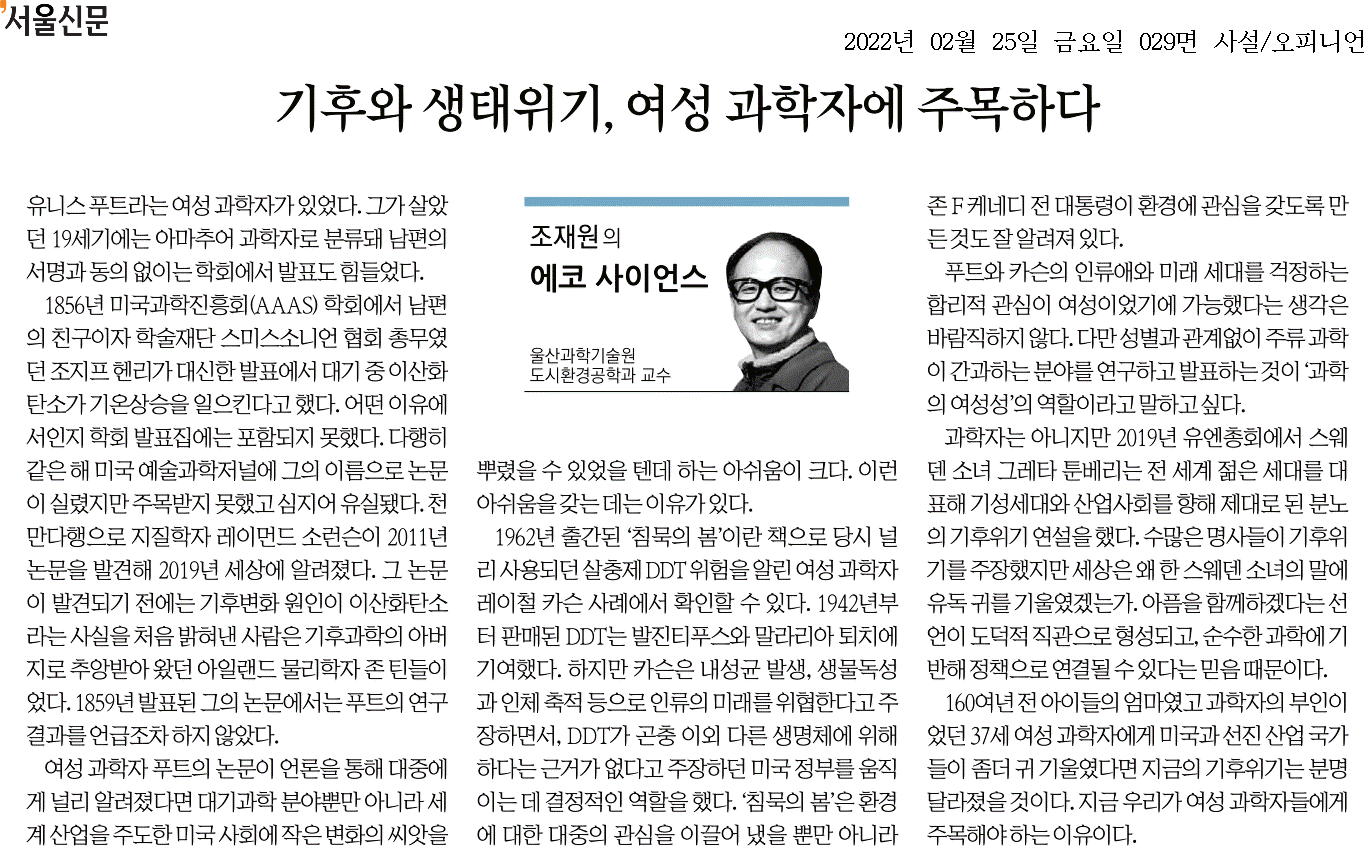 서울신문
2022년 02월 25일 금요일 029면 사설/오피니언
기후와 생태위기, 여성 과학자에 주목하다
유니스 푸트라는 여성 과학자가 있었다. 그가 살았
던 19세기에는 아마추어 과학자로 분류돼 남편의
서명과 동의 없이는 학회에서 발표도 힘들었다.
1856년 미국과학진흥회(AAAS) 학회에서 남편
의 친구이자 학술재단 스미스소니언 협회 총무였
던 조지프 헨리가 대신한 발표에서 대기 중 이산화
탄소가 기온상승을 일으킨다고 했다. 어떤 이유에
서인지 학회 발표집에는 포함되지 못했다. 다행히
같은 해 미국 예술과학저널에 그의 이름으로 논문
이 실렸지만 주목받지 못했고 심지어 유실됐다. 천
만다행으로 지질학자 레이먼드 소런슨이 2011년
논문을 발견해 2019년 세상에 알려졌다. 그 논문
이 발견되기 전에는 기후변화 원인이 이산화탄소
라는 사실을 처음 밝혀낸 사람은 기후과학의 아버
지로 추앙받아 왔던 아일랜드 물리학자 존 틴들이
었다. 1859년 발표된 그의 논문에서는 푸트의 연구
결과를 언급조차 하지 않았다.
여성 과학자 푸트의 논문이 언론을 통해 대중에
게 널리 알려졌다면 대기과학 분야뿐만 아니라 세
계 산업을 주도한 미국 사회에 작은 변화의 씨앗을
조재원의
에코 사이언스
울산과학기술원
도시환경공학과 교수
뿌렸을 수 있었을 텐데 하는 아쉬움이 크다. 이런
아쉬움을 갖는 데는 이유가 있다.
1962년 출간된 ‘침묵의 봄’이란 책으로 당시 널
리 사용되던 살충제 DDT 위험을 알린 여성 과학자
레이철 카슨 사례에서 확인할 수 있다. 1942년부
터 판매된 DDT는 발진티푸스와 말라리아 퇴치에
기여했다. 하지만 카슨은 내성균 발생, 생물독성
과 인체 축적 등으로 인류의 미래를 위협한다고 주
장하면서, DDT가 곤충 이외 다른 생명체에 위해
하다는 근거가 없다고 주장하던 미국 정부를 움직
이는 데 결정적인 역할을 했다. ‘침묵의 봄’은 환경
에 대한 대중의 관심을 이끌어 냈을 뿐만 아니라
존 F 케네디 전 대통령이 환경에 관심을 갖도록 만
든 것도 잘 알려져 있다.
푸트와 카슨의 인류애와 미래 세대를 걱정하는
합리적 관심이 여성이었기에 가능했다는 생각은
바람직하지 않다. 다만 성별과 관계없이 주류 과학
이 간과하는 분야를 연구하고 발표하는 것이 ‘과학
의 여성성’의 역할이라고 말하고 싶다.
과학자는 아니지만 2019년 유엔총회에서 스웨
덴 소녀 그레타 툰베리는 전 세계 젊은 세대를 대
표해 기성세대와 산업사회를 향해 제대로 된 분노
의 기후위기 연설을 했다. 수많은 명사들이 기후위
기를 주장했지만 세상은 왜 한 스웨덴 소녀의 말에
유독 귀를 기울였겠는가. 아픔을 함께하겠다는 선
언이 도덕적 직관으로 형성되고, 순수한 과학에 기
반해 정책으로 연결될 수 있다는 믿음 때문이다.
160여년 전 아이들의 엄마였고 과학자의 부인이
었던 37세 여성 과학자에게 미국과 선진 산업 국가
들이 좀더 귀 기울였다면 지금의 기후위기는 분명
달라졌을 것이다. 지금 우리가 여성 과학자들에게
주목해야 하는 이유이다.